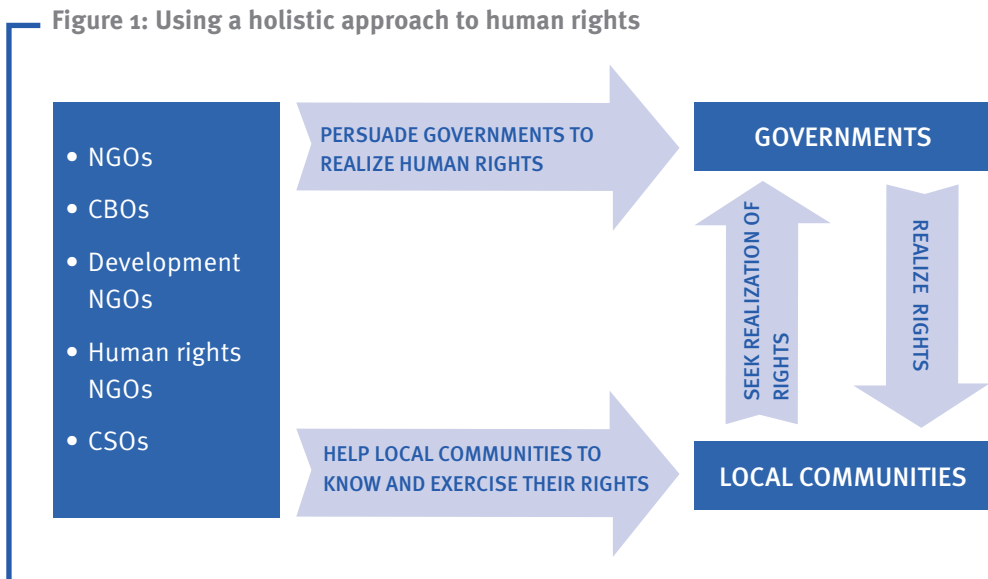 Figure 1: Using a holistic approach to human rights
• NGOs
• CBOs
• Development
NGOs
• Human rights
NGOs
• CSOs
PERSUADE GOVERNMENTS TO
REALIZE HUMAN RIGHTS
GOVERNMENTS
SEEK REALIZATION OF
RIGHTS
REALIZE RIGHTS
HELP LOCAL COMMUNITIES TO
KNOW AND EXERCISE THEIR RIGHTS
LOCAL COMMUNITIES